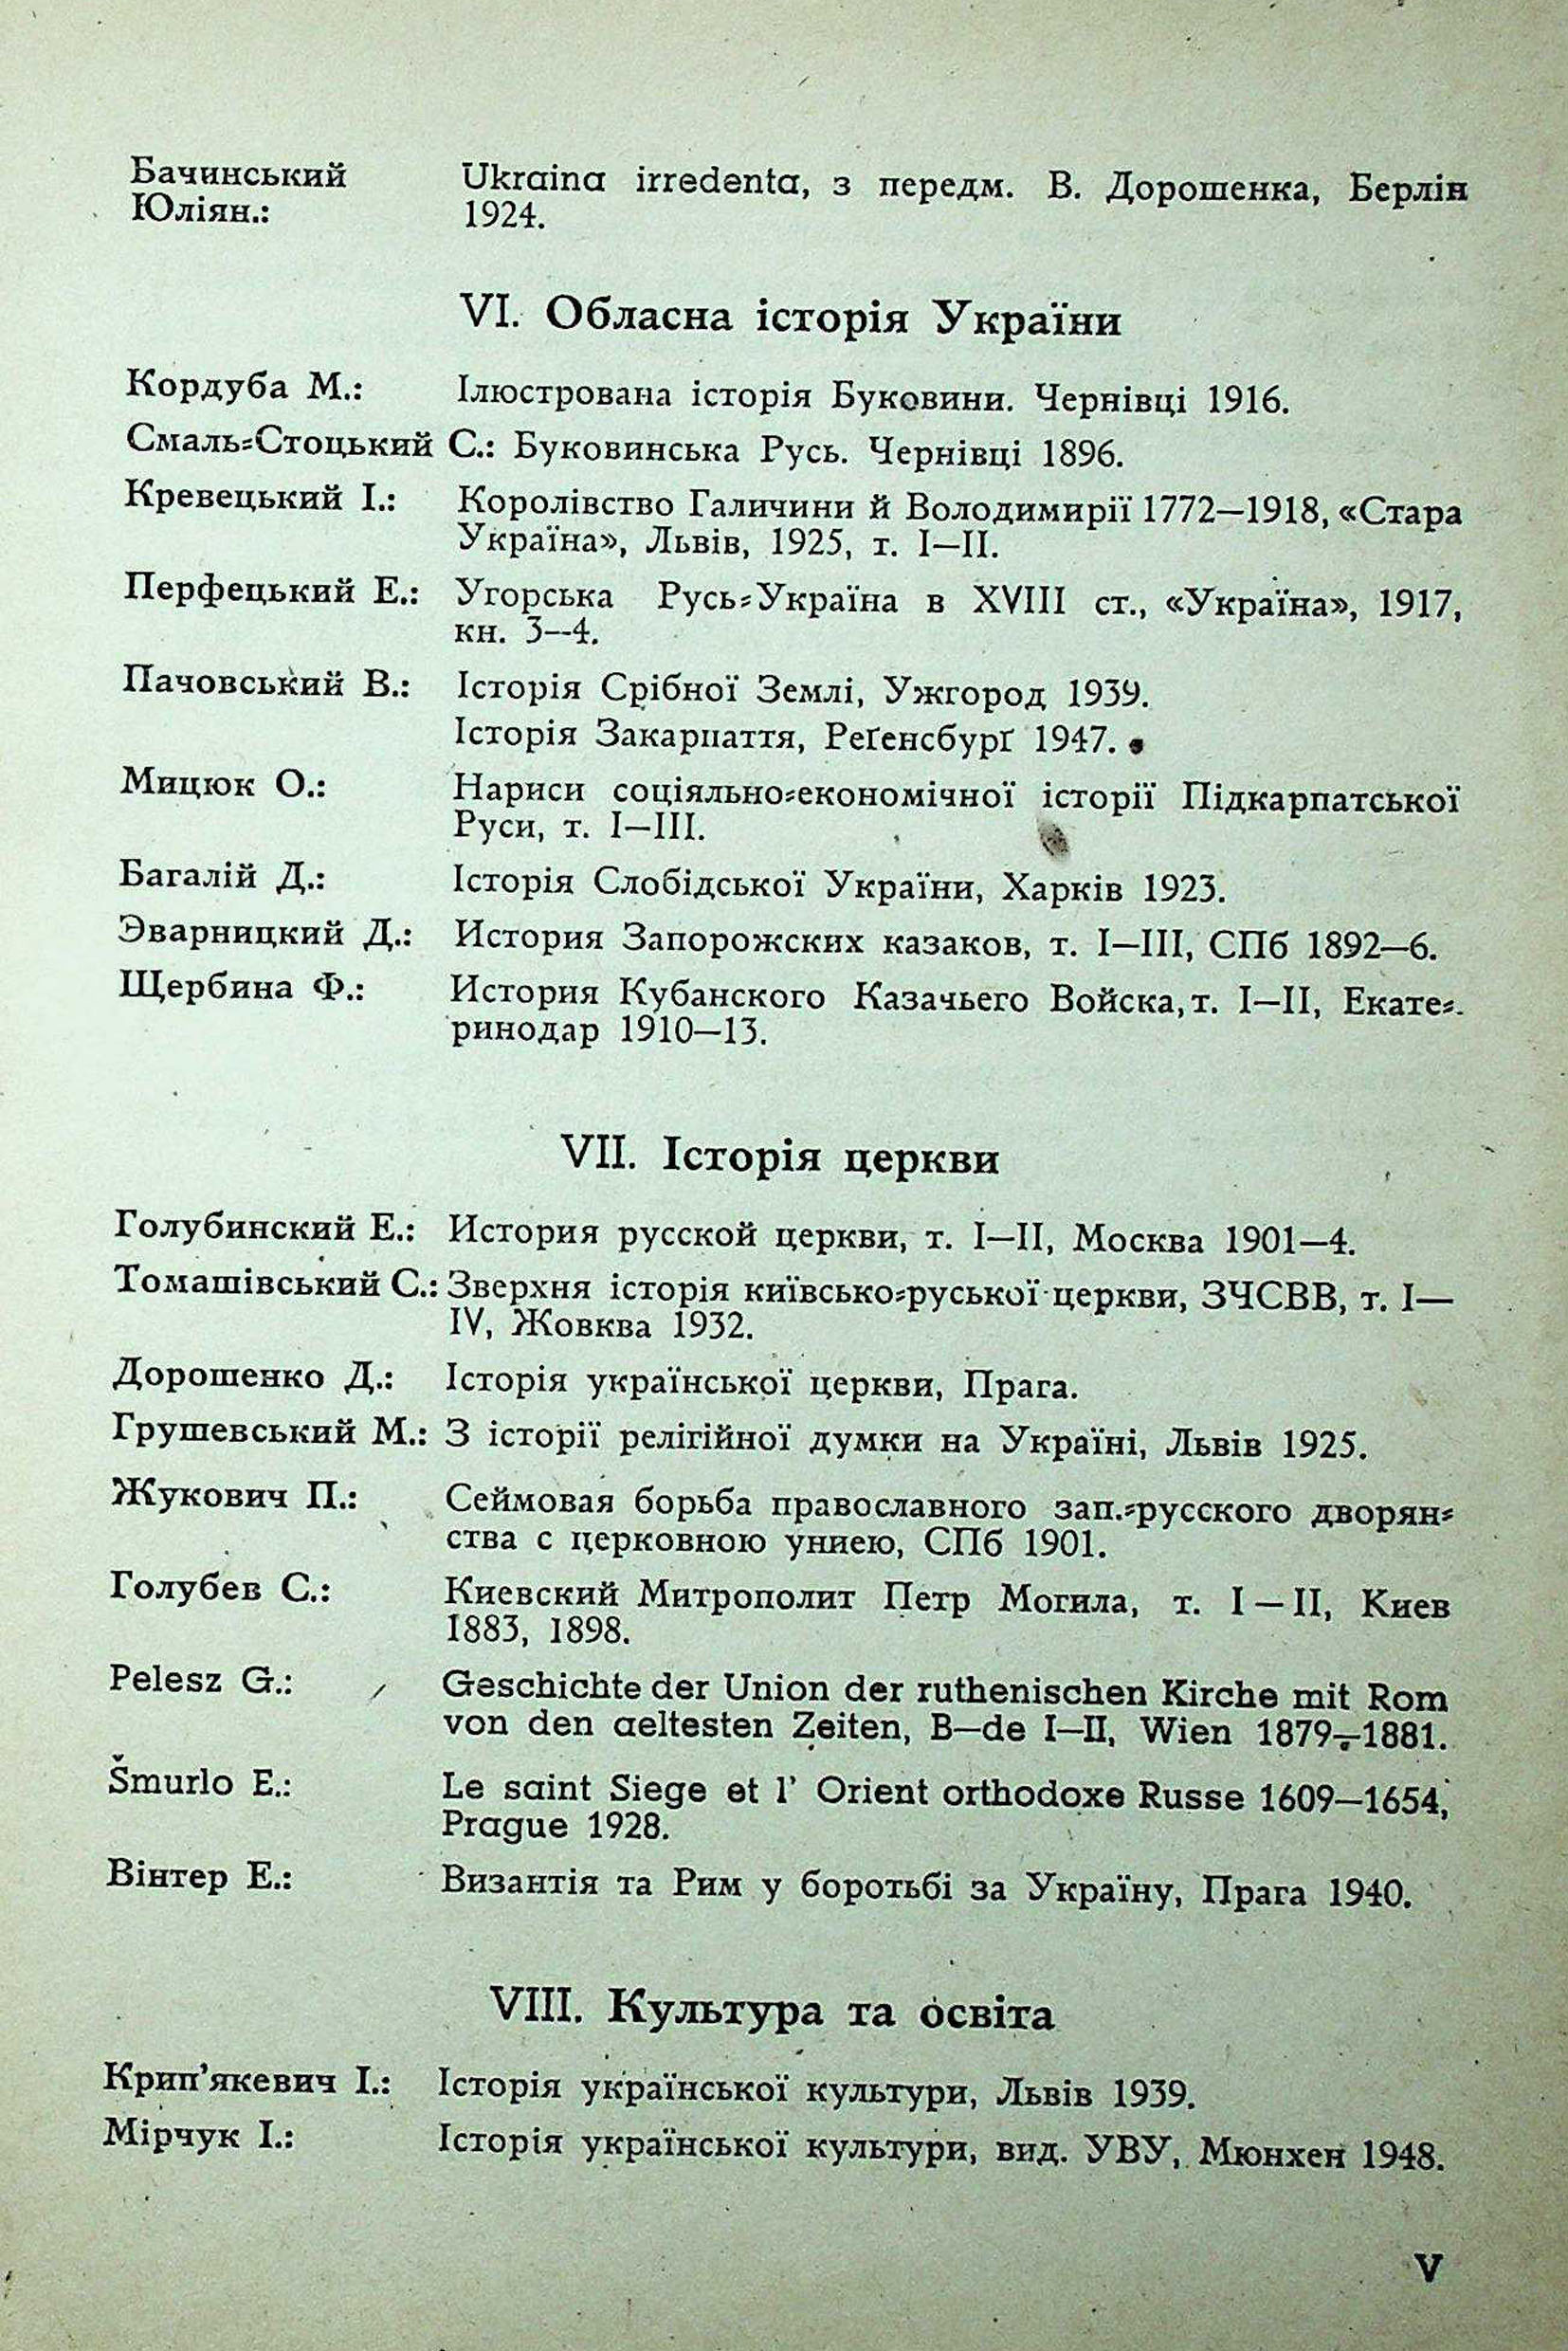 Бачинський Ukraina irredenta, з передм. В. Дорошенка, Берлін
Юліян.: 1924.
VI. Обласна історія України
Кордуба М.: Ілюстрована історія Буковини. Чернівці 1916.
Смаль-Стоцький С.: Буковинська Русь. Чернівці 1896.
Кревецький І.: Королівство Галичини й Володимирії 1772—1918, «Стара
Україна», Львів, 1925, т. I—II.
Перфецький Е.: Угорська Русь-Україна в XVIII ст., «Україна», 1917,
кн. 3—4.
Пачовський В.: Історія Срібної Землі, Ужгород 1939.
Історія Закарпаття, Реґенсбурґ 1947.
Мицюк О.: Нариси соціяльно-економічної історії Підкарпатської
Руси, т. I—III.
Багалій Д.: Історія Слобідської України, Харків 1923.
Эварницкий Д.: История Запорожских казаков, т. I—III, СПб 1892—6.
Щербина Ф.: История Кубанского Казачьего Войска, т. I—II, Екате-
ринодар 1910—13.
VII. Історія церкви
Голубинский Е.: История русской церкви, т. I—II, Москва 1901—4.
Томашівський С.: Зверхня історія київсько-руської церкви, ЗЧСВВ, т. I—
IV, Жовква 1932.
Дорошенко Д.: Історія української церкви, Прага.
Грушевський М.: З історії релігійної думки на Україні, Львів 1925.
Жукович П.: Сеймовая борьба православного зап.-русского дворян-
ства с церковною униею, СПб 1901.
Голубев С.: Киевский Митрополит Петр Могила, т. I — II, Киев
1883, 1898.
Pelesz G.: Geschichte der Union der ruthenischen Kirche mit Rom
von den aeltesten Zeiten, B—de I—II, Wien 1879—1881.
Šmurlo E.: Le saint Siege et l' Orient orthodoxe Russe 1609—1654,
Prague 1928.
Вінтер Е.: Византія та Рим у боротьбі за Україну, Прага 1940.
VIII. Культура та освіта
Крип'якевич І.: Історія української культури, Львів 1939.
Мірчук І.: Історія української культури, вид. УВУ, Мюнхен 1948.
V